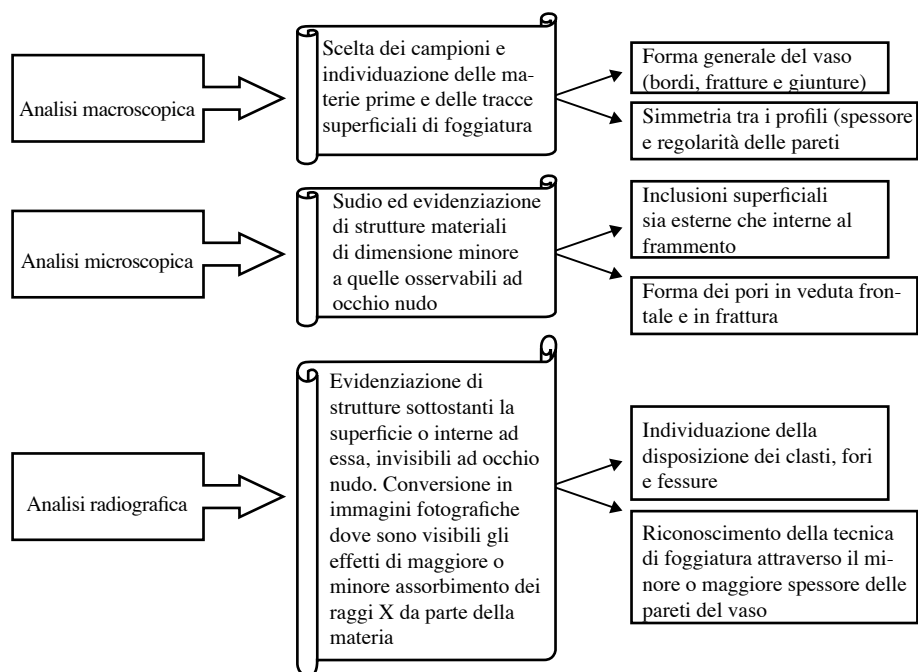 Analisi macroscopica
Scelta dei campioni e
individuazione delle ma-
terie prime e delle tracce
superficiali di foggiatura
Forma generale del vaso
(bordi, fratture e giunture)
Simmetria tra i profili (spessore
e regolarità delle pareti
Analisi microscopica
Sudio ed evidenziazione
di strutture materiali
di dimensione minore
a quelle osservabili ad
occhio nudo
Inclusioni superficiali
sia esterne che interne al
frammento
Forma dei pori in veduta fron-
tale e in frattura
Analisi radiografica
Evidenziazione di
strutture sottostanti la
superficie o interne ad
essa, invisibili ad occhio
nudo. Conversione in
immagini fotografiche
dove sono visibili gli
effetti di maggiore o
minore assorbimento dei
raggi X da parte della
materia
Individuazione della
disposizione dei clasti, fori
e fessure
Riconoscimento della tecnica
di foggiatura attraverso il mi-
nore o maggiore spessore delle
pareti del vaso